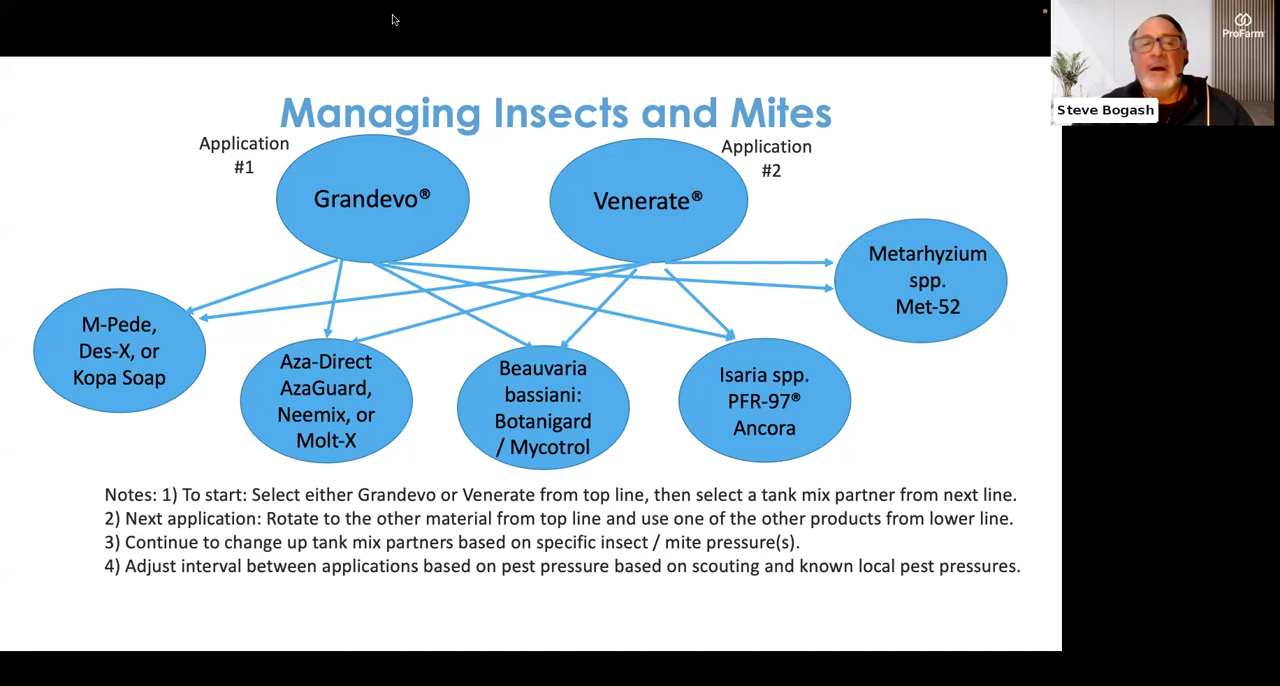 Managing Insects and Mites
Application
#1
Grandevo®
Venerate®
Application
#2
Metarhyzium
spp.
Met-52
M-Pede,
Des-X, or
Kopa Soap
Aza-Direct
AzaGuard,
Neemix, or
Molt-X
Beauvaria
bassiani:
Botanigard
/ Mycotrol
Isaria spp.
PFR-97®
Ancora
Notes: 1) To start: Select either Grandevo or Venerate from top line, then select a tank mix partner from next line.
2) Next application: Rotate to the other material from top line and use one of the other products from lower line.
3) Continue to change up tank mix partners based on specific insect / mite pressure(s).
4) Adjust interval between applications based on pest pressure based on scouting and known local pest pressures.
ProFarm
Steve Bogash